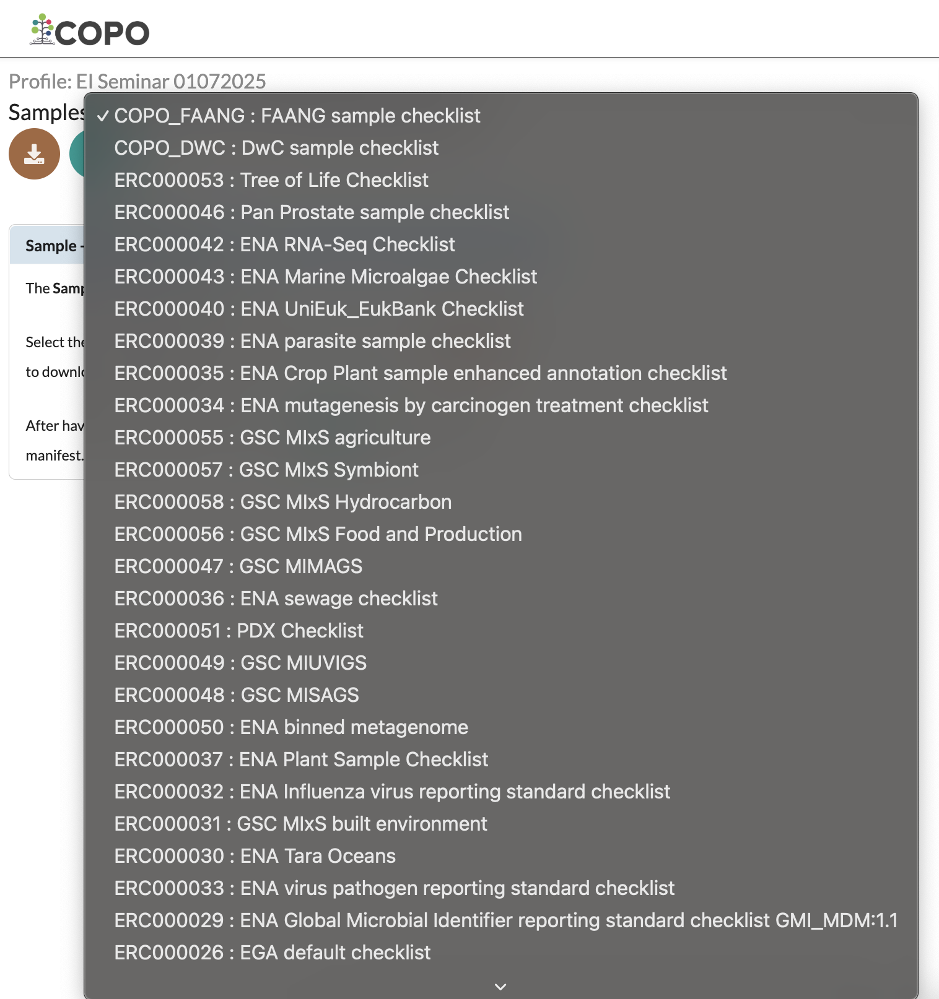 COPO
Profile: EI Seminar 01072025
Samples
✓ COPO_FAANG : FAANG sample checklist
COPO_DWC : DwC sample checklist
ERC000053 : Tree of Life Checklist
ERC000046 : Pan Prostate sample checklist
ERC000042 : ENA RNA-Seq Checklist
ERC000043 : ENA Marine Microalgae Checklist
ERC000040 : ENA UniEuk_EukBank Checklist
ERC000039 : ENA parasite sample checklist
ERC000035 : ENA Crop Plant sample enhanced annotation checklist
ERC000034 : ENA mutagenesis by carcinogen treatment checklist
ERC000055 : GSC MIxS agriculture
ERC000057 : GSC MIxS Symbiont
ERC000058 : GSC MIxS Hydrocarbon
ERC000056 : GSC MIxS Food and Production
ERC000047 : GSC MIMAGS
ERC000036 : ENA sewage checklist
ERC000051 : PDX Checklist
ERC000049 : GSC MIUVIGS
ERC000048 : GSC MISAGS
ERC000050 : ENA binned metagenome
ERC000037 : ENA Plant Sample Checklist
ERC000032 : ENA Influenza virus reporting standard checklist
ERC000031 : GSC MIxS built environment
ERC000030 : ENA Tara Oceans
ERC000033 : ENA virus pathogen reporting standard checklist
ERC000029 : ENA Global Microbial Identifier reporting standard checklist GMI_MDM:1.1
ERC000026 : EGA default checklist
Sample -
The
Select
to
After
manifest.